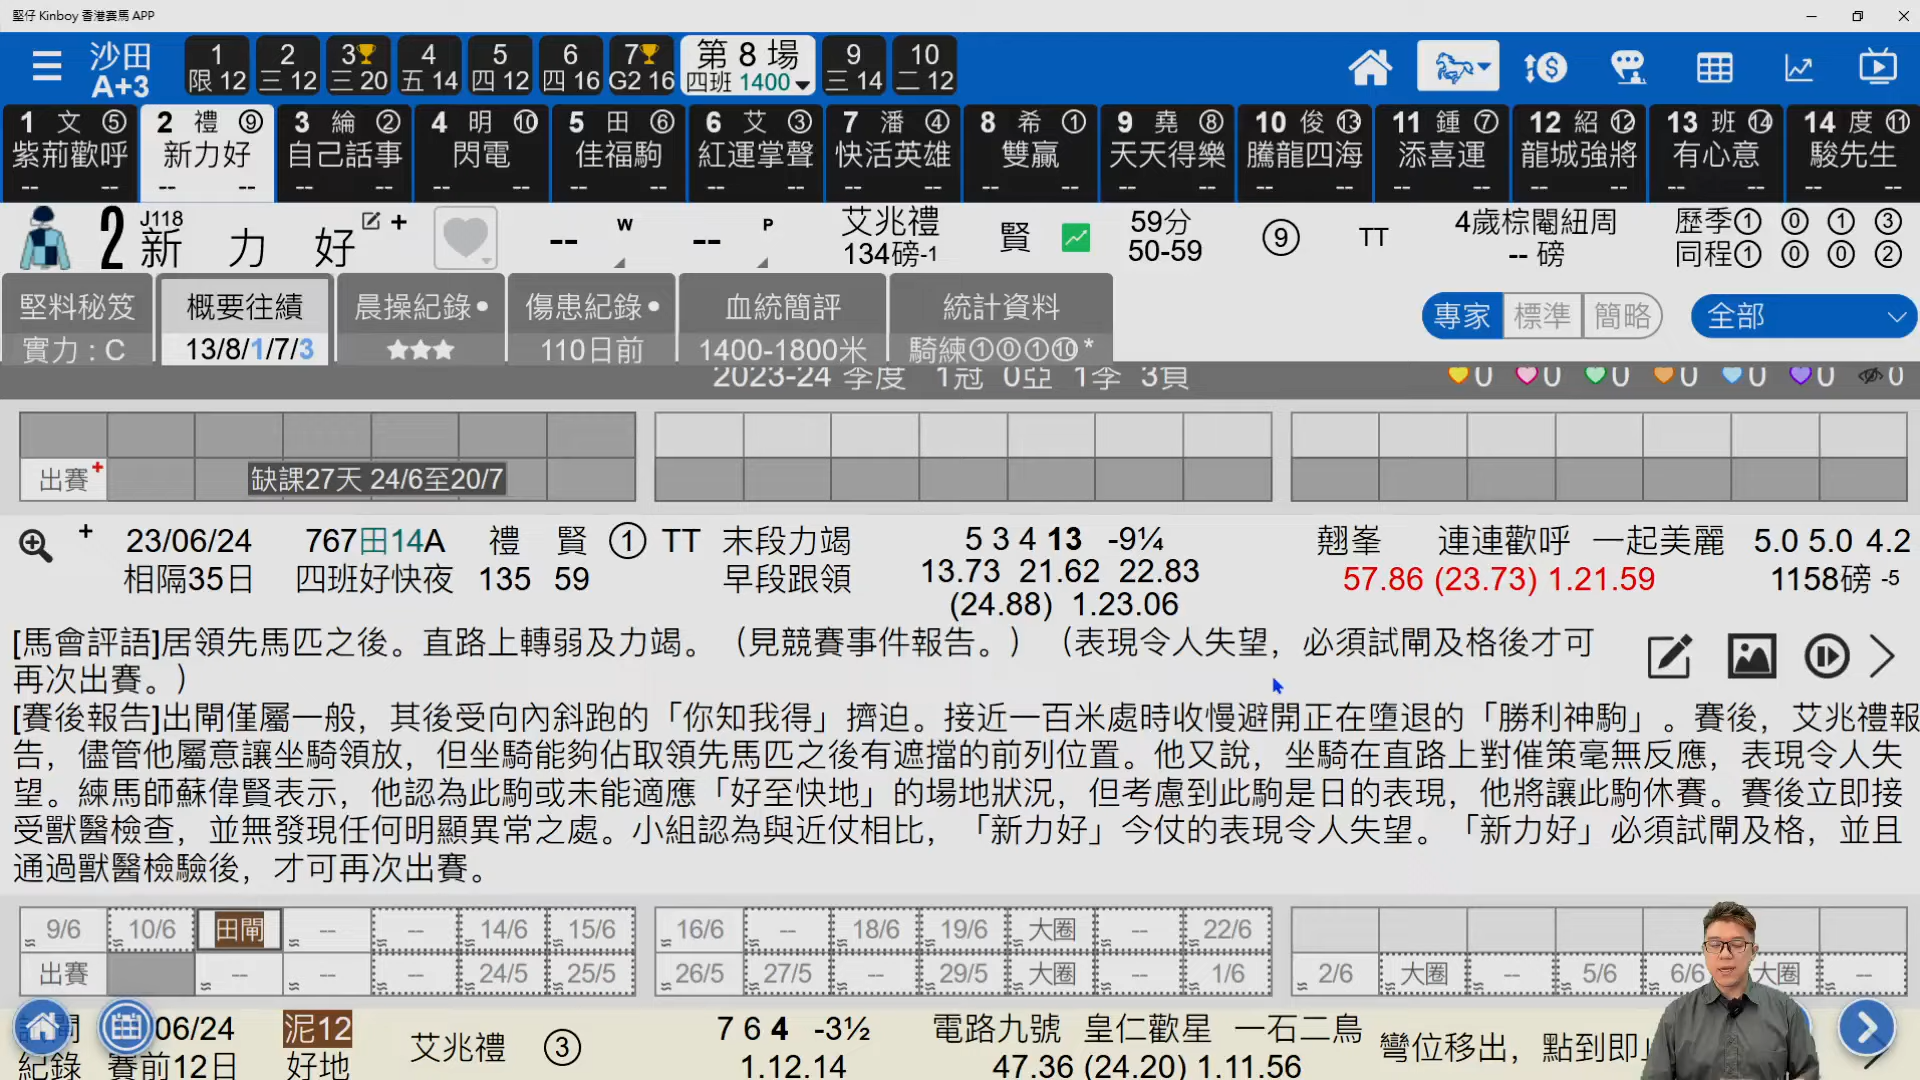 堅仔 Kinboy 香港賽馬 APP
沙田 A+3
1 限 12
2 三 12
3 三 20
4 五 14
5 四 12
6 四 16
7 G2 16
第 8 場 四班 1400
9 三 14
10 二 12
1 文 ⑤ 紫荊歡呼 -- --
2 禮 ⑨ 新力好 -- --
3 綸 ② 自己話事 -- --
4 明 ⑩ 閃電 -- --
5 田 ⑥ 佳福駒 -- --
6 艾 ③ 紅運掌聲 -- --
7 潘 ④ 快活英雄 -- --
8 希 ① 雙贏 -- --
9 堯 ⑧ 天天得樂 -- --
10 俊 ⑬ 騰龍四海 -- --
11 鍾 ⑦ 添喜運 -- --
12 紹 ⑫ 龍城強將 -- --
13 班 ⑭ 有心意 -- --
14 度 ⑪ 駿先生 -- --
2 J118 新力好 + -- W -- P 艾兆禮 賢 59分 ⑨ TT 4歲棕閹紐周 歷季① ⓪ ① ③
134磅-1 50-59 -- 磅 同程① ⓪ ⓪ ②
堅料秘笈 概要往績 晨操紀錄• 傷患紀錄• 血統簡評 統計資料 專家 標準 簡略 全部
實力 : C 13/8/1/7/3 ★★★ 110日前 1400-1800米 騎練①⓪①⑩*
2023-24 季度 1冠 0亞 1季 3頁 0 0 0 0 0 0 0
出賽+ 缺課27天 24/6至20/7
+ 23/06/24 767田14A 禮 賢 ① TT 末段力竭 5 3 4 13 -9¼ 翹峯 連連歡呼 一起美麗 5.0 5.0 4.2
相隔35日 四班好快夜 135 59 早段跟領 13.73 21.62 22.83 57.86 (23.73) 1.21.59 1158磅 -5
(24.88) 1.23.06
[馬會評語]居領先馬匹之後。直路上轉弱及力竭。（見競賽事件報告。）（表現令人失望，必須試閘及格後才可
再次出賽。）
[賽後報告]出閘僅屬一般，其後受向內斜跑的「你知我得」擠迫。接近一百米處時收慢避開正在墮退的「勝利神駒」。賽後，艾兆禮報
告，儘管他屬意讓坐騎領放，但坐騎能夠佔取領先馬匹之後有遮擋的前列位置。他又說，坐騎在直路上對催策毫無反應，表現令人失
望。練馬師蘇偉賢表示，他認為此駒或未能適應「好至快地」的場地狀況，但考慮到此駒是日的表現，他將讓此駒休賽。賽後立即接
受獸醫檢查，並無發現任何明顯異常之處。小組認為與近仗相比，「新力好」今仗的表現令人失望。「新力好」必須試閘及格，並且
通過獸醫檢驗後，才可再次出賽。
9/6 10/6 田閘 -- -- 14/6 15/6 16/6 -- 18/6 19/6 大圈 -- 22/6
出賽 -- -- -- 24/5 25/5 26/5 27/5 -- 29/5 大圈 -- 1/6 2/6 大圈 -- 5/6 6/6 大圈 --
閘 06/24 泥12 艾兆禮 ③ 7 6 4 -3½ 電路九號 皇仁歡星 一石二鳥 彎位移出，點到即
紀錄 賽前12日 好地 1.12.14 47.36 (24.20) 1.11.56